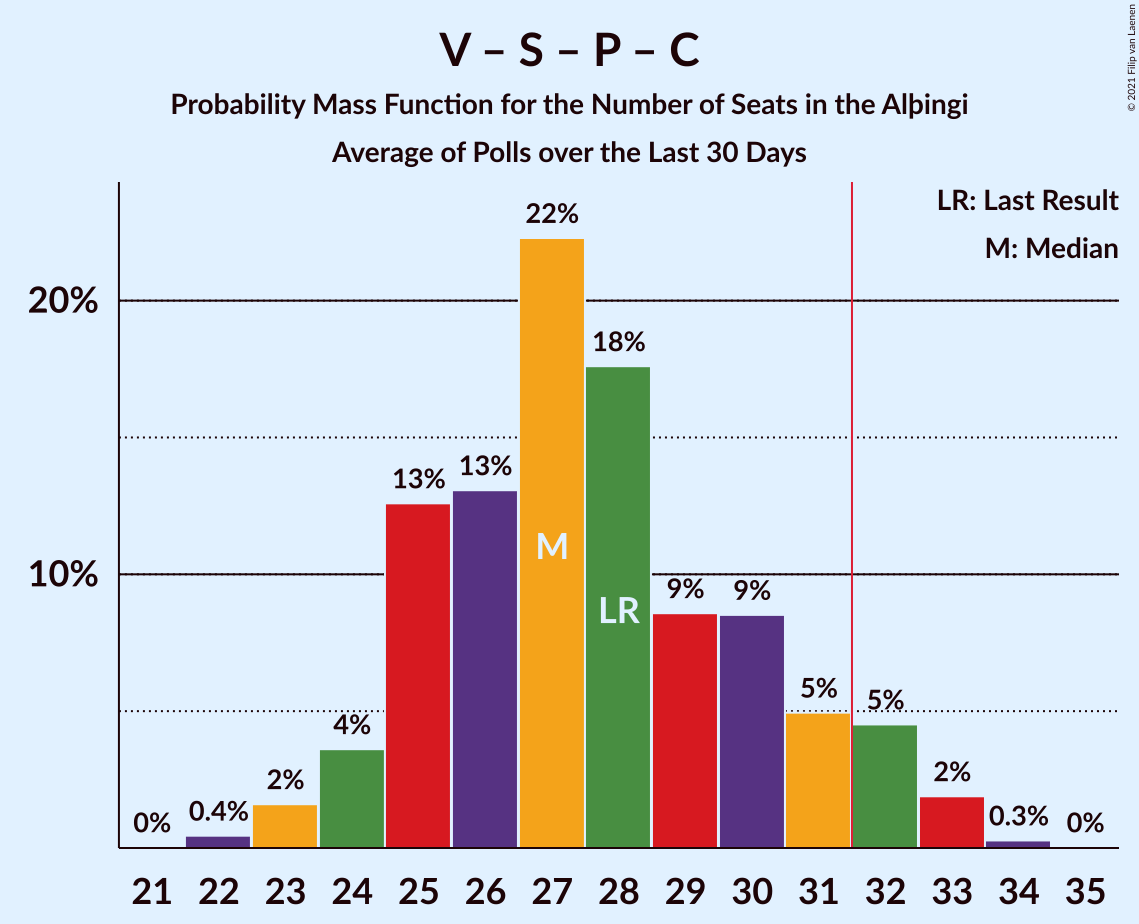 V – S – P – C
Probability Mass Function for the Number of Seats in the Alþingi
Average of Polls over the Last 30 Days
© 2021 Filip van Laenen
LR: Last Result
M: Median
20%
10%
0%
0.4%
2%
4%
13%
13%
22%
18%
9%
9%
5%
5%
2%
0.3%
0%
M
LR
21 22 23 24 25 26 27 28 29 30 31 32 33 34 35